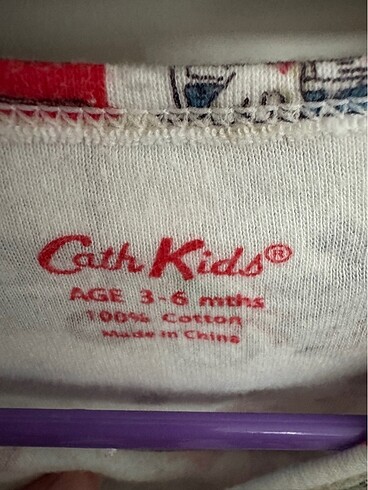 Cath Kids®
AGE 3-6 mths
100% Cotton
Made in China